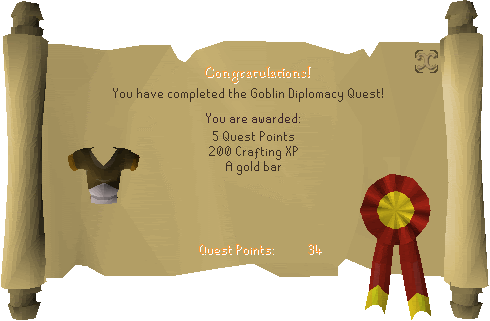 Congratulations!
You have completed the Goblin Diplomacy Quest!
You are awarded:
5 Quest Points
200 Crafting XP
A gold bar
Quest Points: 34